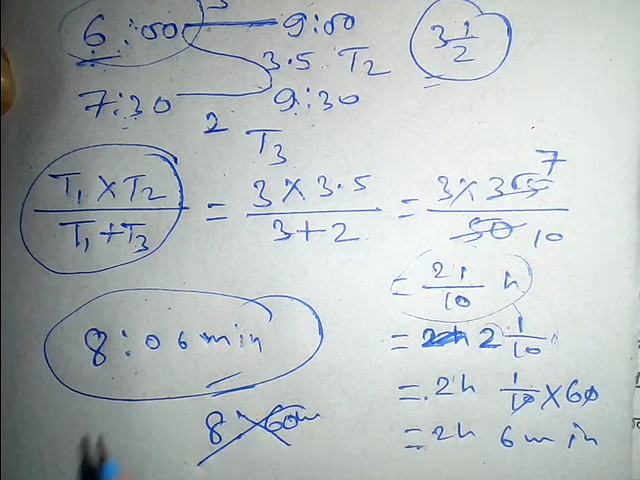 6:00 9:00 3 1/2
3.5 T2
7:30 9:30
2 T3
T1 × T2 / T1 + T3 = 3 × 3.5 / 3 + 2 = 3 × 35 7 / 50 10
= 21/10 h
8:06 min = 2h 2 1/10
= 2h 1/10 × 60
8:60m = 2h 6 min